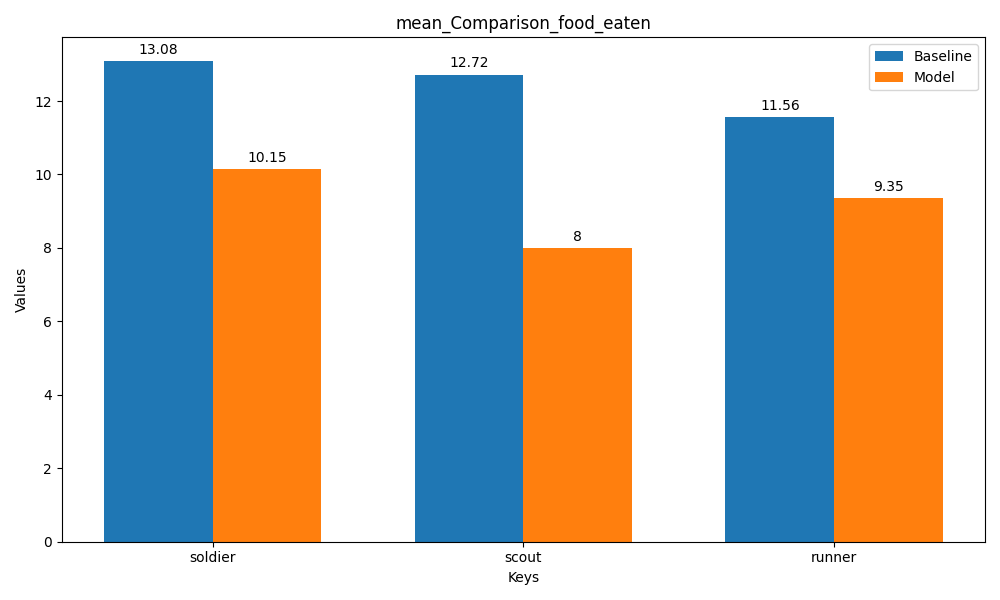 mean_Comparison_food_eaten
Baseline
Model
13.08
12.72
11.56
10.15
9.35
8
Values
12
10
8
6
4
2
0
soldier
scout
runner
Keys